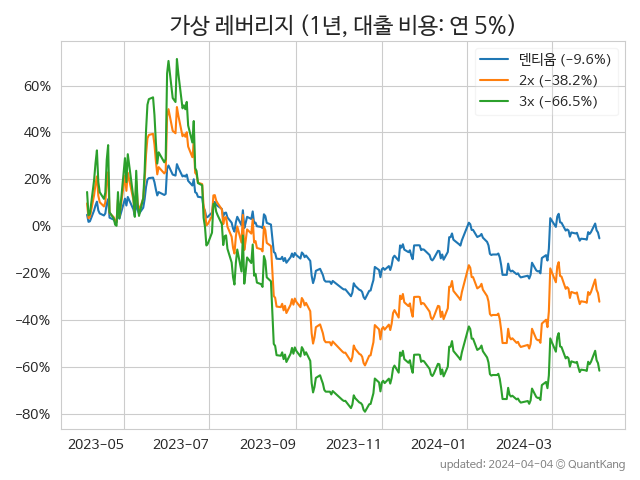 가상 레버리지 (1년, 대출 비용: 연 5%)
덴티움 (−9.6%)
2x (−38.2%)
3x (−66.5%)
60%
40%
20%
0%
−20%
−40%
−60%
−80%
2023-05
2023-07
2023-09
2023-11
2024-01
2024-03
updated: 2024-04-04 © QuantKang